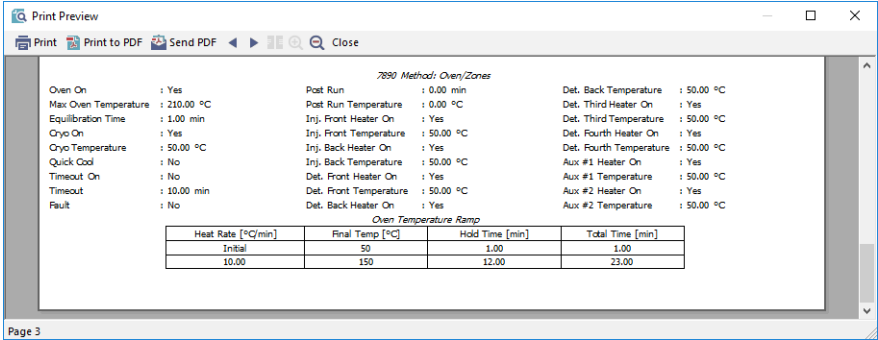 Print Preview
Print Print to PDF Send PDF Close
7890 Method: Oven/Zones
Oven On : Yes Post Run : 0.00 min Det. Back Temperature : 50.00 °C
Max Oven Temperature : 210.00 °C Post Run Temperature : 0.00 °C Det. Third Heater On : Yes
Equilibration Time : 1.00 min Inj. Front Heater On : Yes Det. Third Temperature : 50.00 °C
Cryo On : Yes Inj. Front Temperature : 50.00 °C Det. Fourth Heater On : Yes
Cryo Temperature : 50.00 °C Inj. Back Heater On : Yes Det. Fourth Temperature : 50.00 °C
Quick Cool : No Inj. Back Temperature : 50.00 °C Aux #1 Heater On : Yes
Timeout On : No Det. Front Heater On : Yes Aux #1 Temperature : 50.00 °C
Timeout : 10.00 min Det. Front Temperature : 50.00 °C Aux #2 Heater On : Yes
Fault : No Det. Back Heater On : Yes Aux #2 Temperature : 50.00 °C
Oven Temperature Ramp
Heat Rate [°C/min] Final Temp [°C] Hold Time [min] Total Time [min]
Initial 50 1.00 1.00
10.00 150 12.00 23.00
Page 3